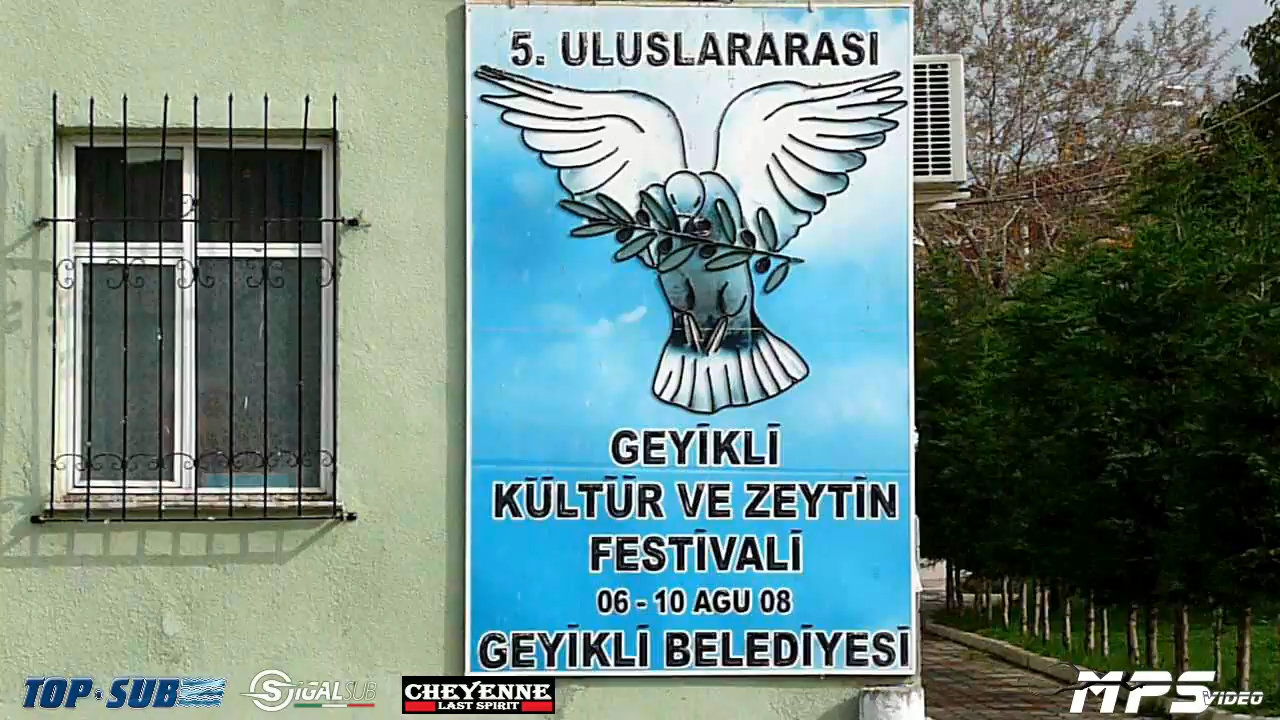 5. ULUSLARARASI
GEYİKLİ
KÜLTÜR VE ZEYTİN
FESTİVALİ
06 - 10 AGU 08
GEYİKLİ BELEDİYESİ
TOP-SUB
SIGALSUB
CHEYENNE
LAST SPIRIT
MPS VIDEO